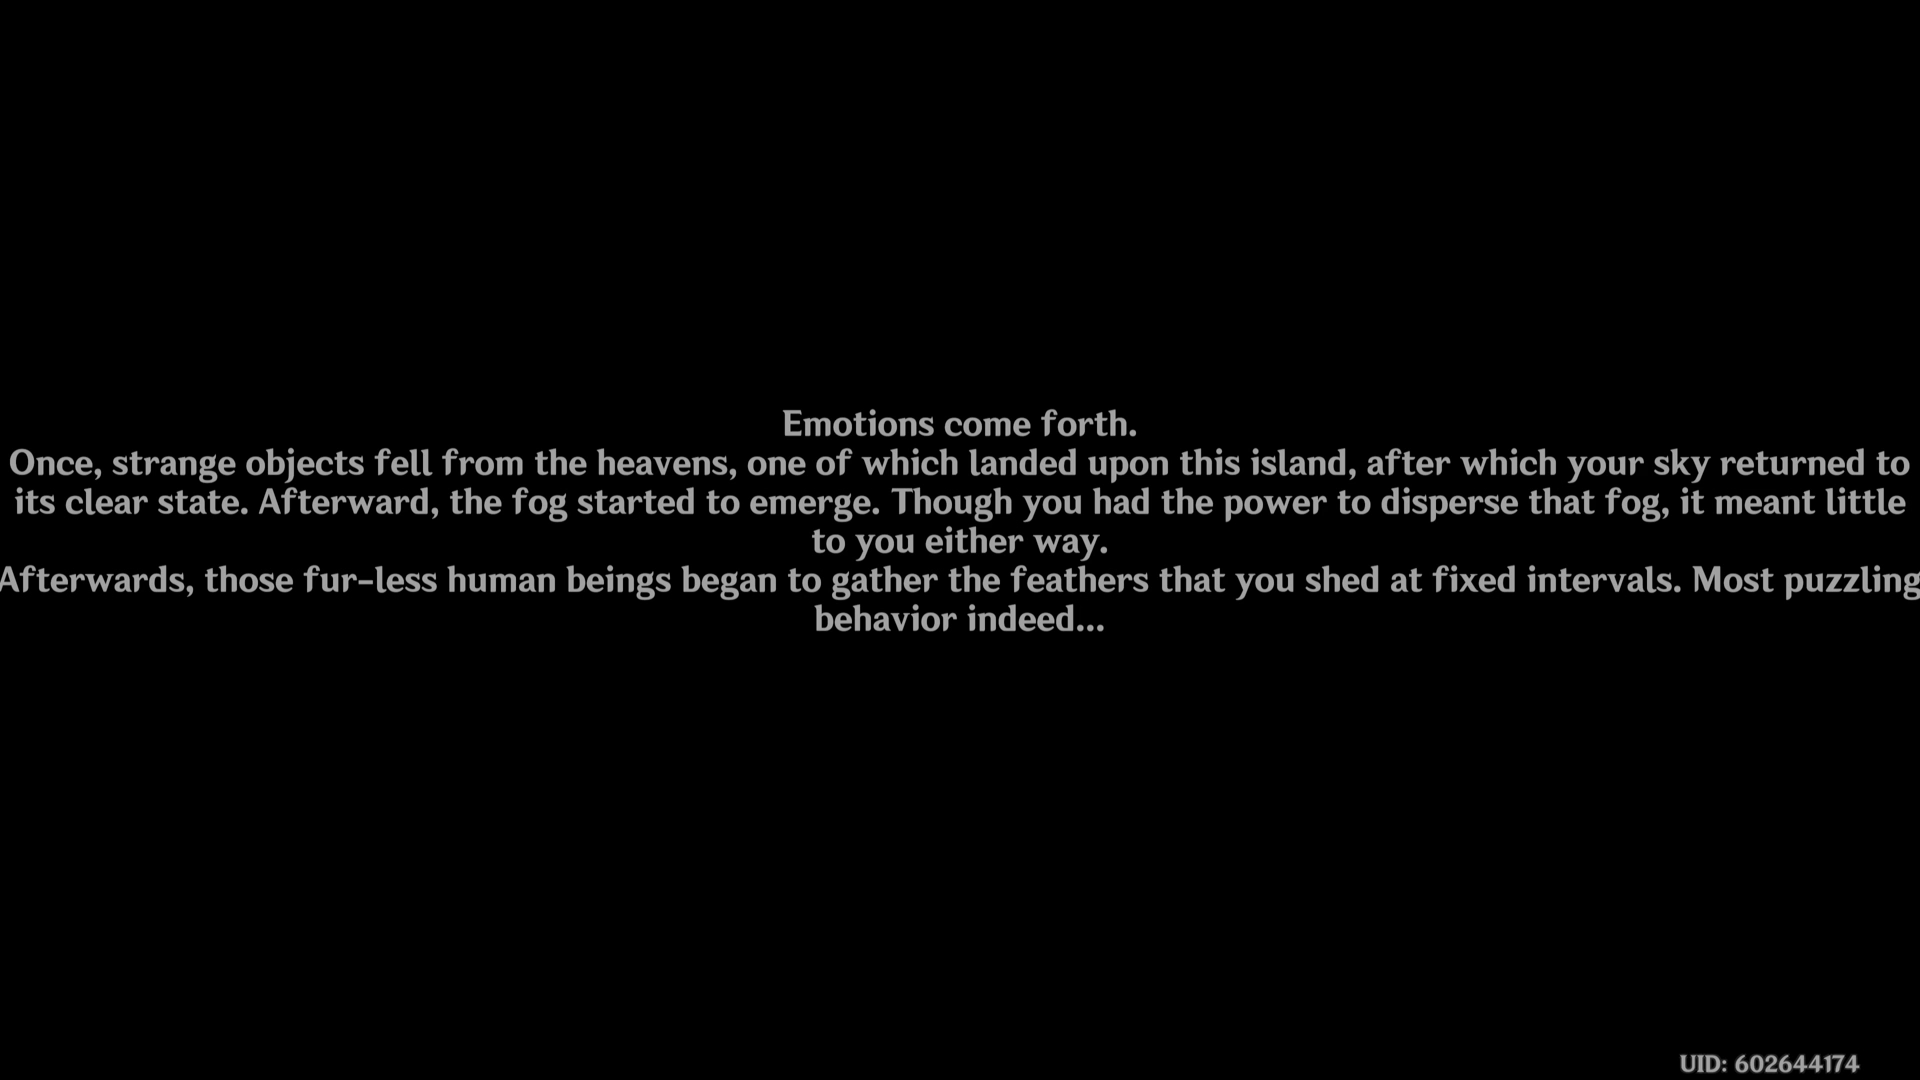 Emotions come forth.
Once, strange objects fell from the heavens, one of which landed upon this island, after which your sky returned to
its clear state. Afterward, the fog started to emerge. Though you had the power to disperse that fog, it meant little
to you either way.
Afterwards, those fur-less human beings began to gather the feathers that you shed at fixed intervals. Most puzzling
behavior indeed...
UID: 602644174